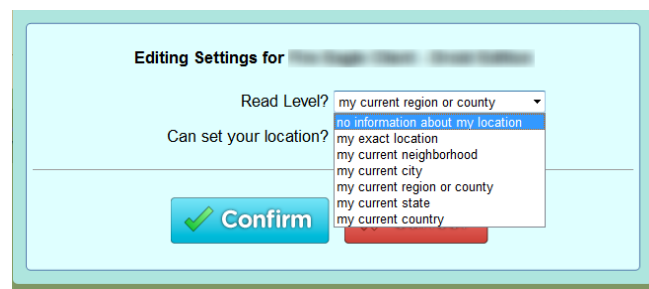 Editing Settings for
Read Level? my current region or county
no information about my location
Can set your location? my exact location
my current neighborhood
my current city
my current region or county
my current state
Confirm
my current country